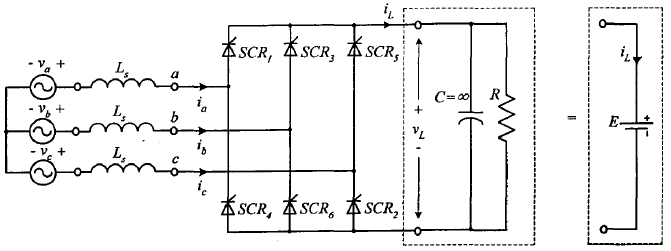 i_L
- v_a +
L_s
a
SCR_1
SCR_3
SCR_5
i_a
- v_b +
L_s
b
i_b
+
v_L
-
C=∞
R
=
i_L
E
+
-
- v_c +
L_s
c
i_c
SCR_4
SCR_6
SCR_2